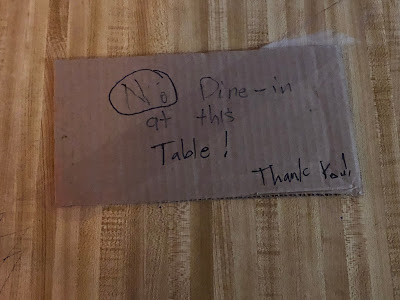 No Dine-in
at this
Table!
Thank You!